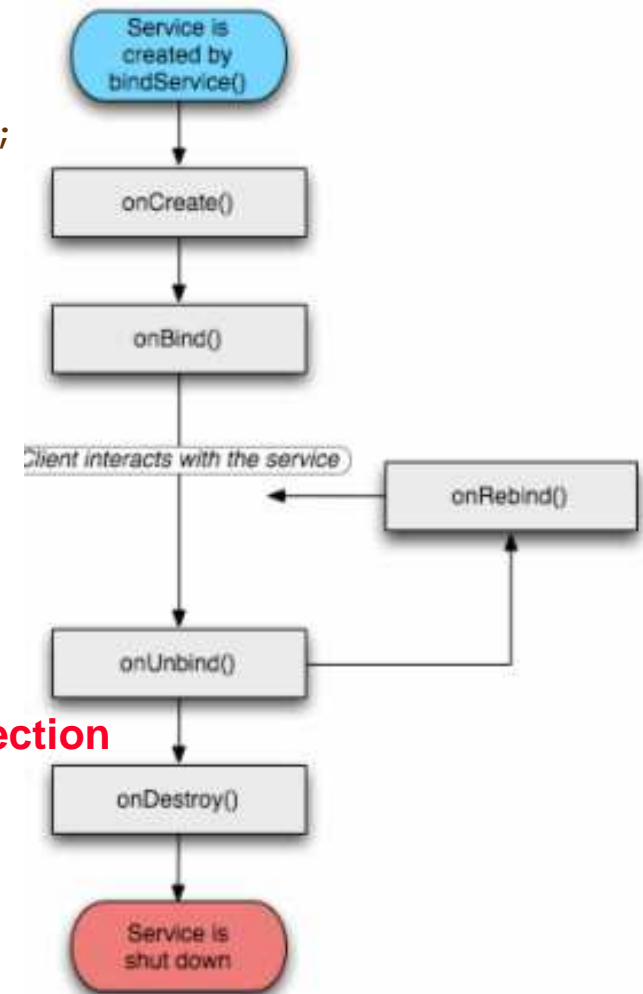 Service is
created by
bindService()
;
onCreate()
onBind()
Client interacts with the service
onRebind()
onUnbind()
ection
onDestroy()
Service is
shut down